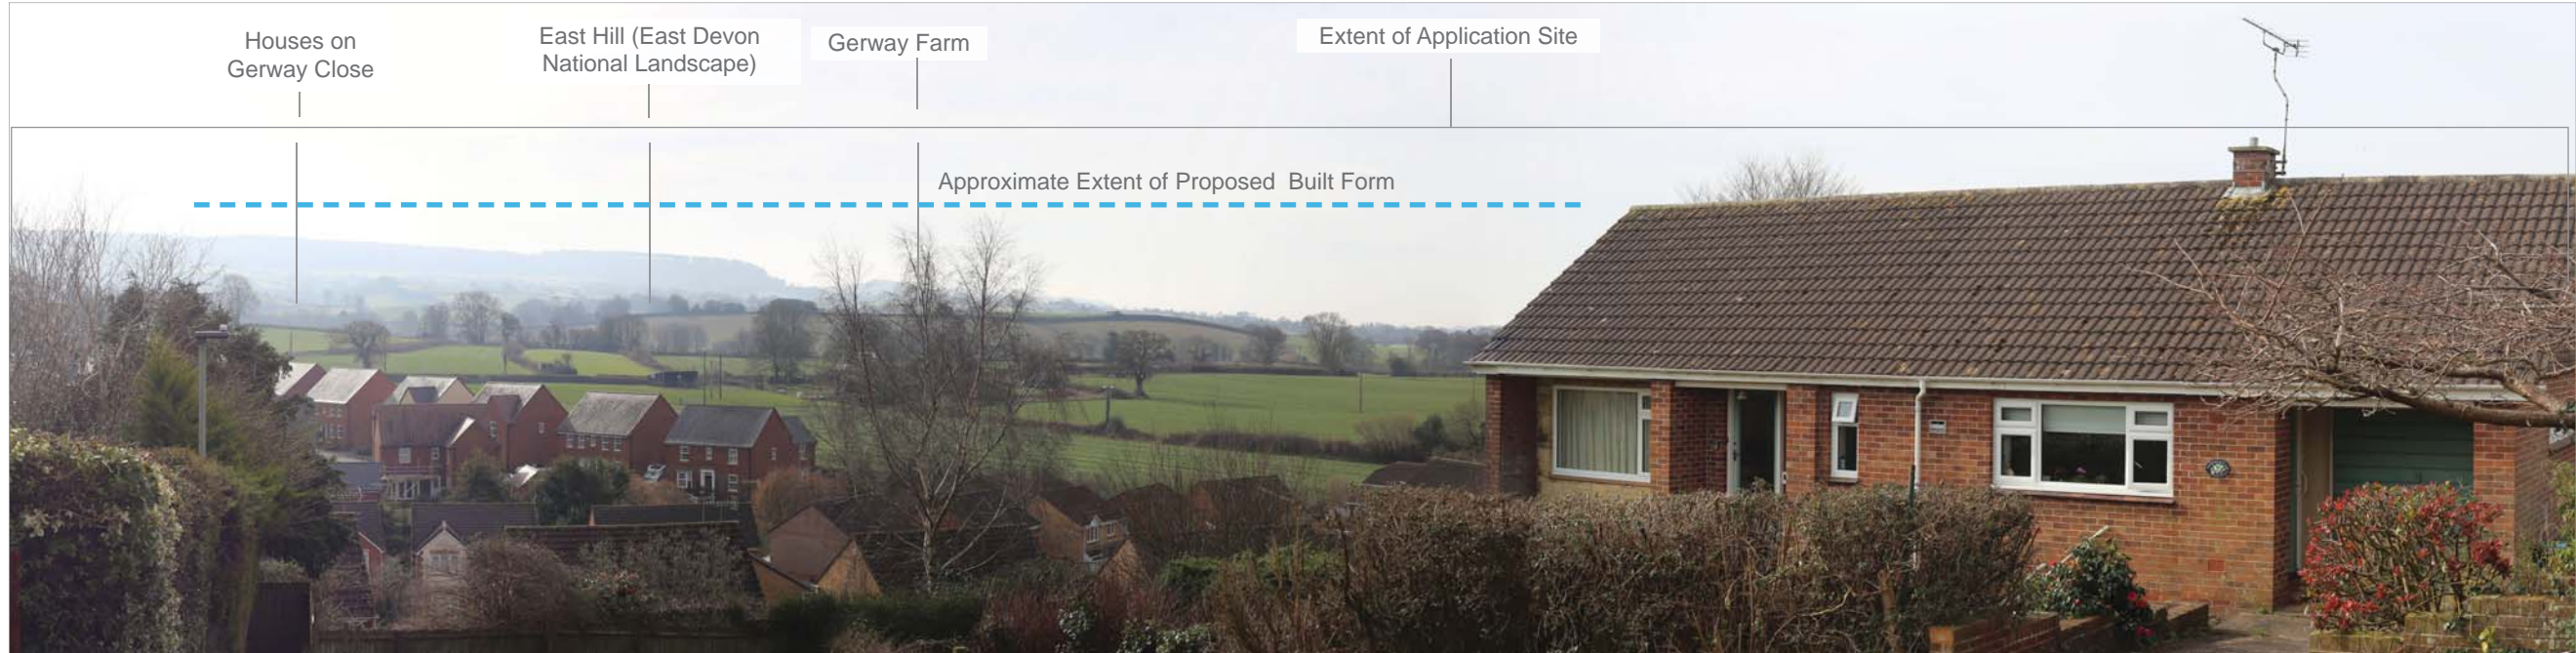 Houses on
Gerway Close
East Hill (East Devon
National Landscape)
Gerway Farm
Extent of Application Site
Approximate Extent of Proposed Built Form